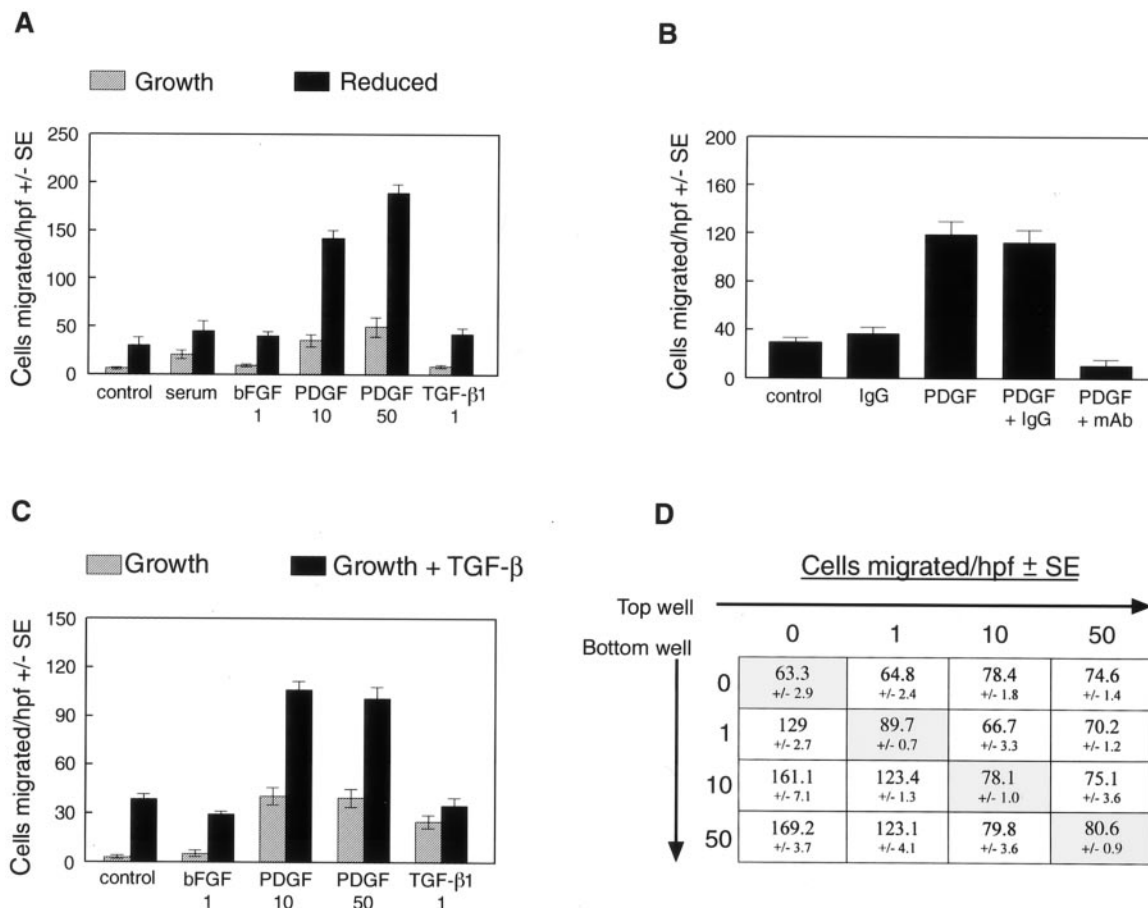 A
Growth Reduced
Cells migrated/hpf +/- SE
250
200
150
100
50
0
control serum bFGF PDGF PDGF TGF-β1
1 10 50 1
B
Cells migrated/hpf +/- SE
200
160
120
80
40
0
control IgG PDGF PDGF PDGF
+ IgG + mAb
C
Growth Growth + TGF-β
Cells migrated/hpf +/- SE
150
120
90
60
30
0
control bFGF PDGF PDGF TGF-β1
1 10 50 1
D
Cells migrated/hpf ± SE
Top well
Bottom well
0 1 10 50
0 63.3 64.8 78.4 74.6
+/- 2.9 +/- 2.4 +/- 1.8 +/- 1.4
1 129 89.7 66.7 70.2
+/- 2.7 +/- 0.7 +/- 3.3 +/- 1.2
10 161.1 123.4 78.1 75.1
+/- 7.1 +/- 1.3 +/- 1.0 +/- 3.6
50 169.2 123.1 79.8 80.6
+/- 3.7 +/- 4.1 +/- 3.6 +/- 0.9